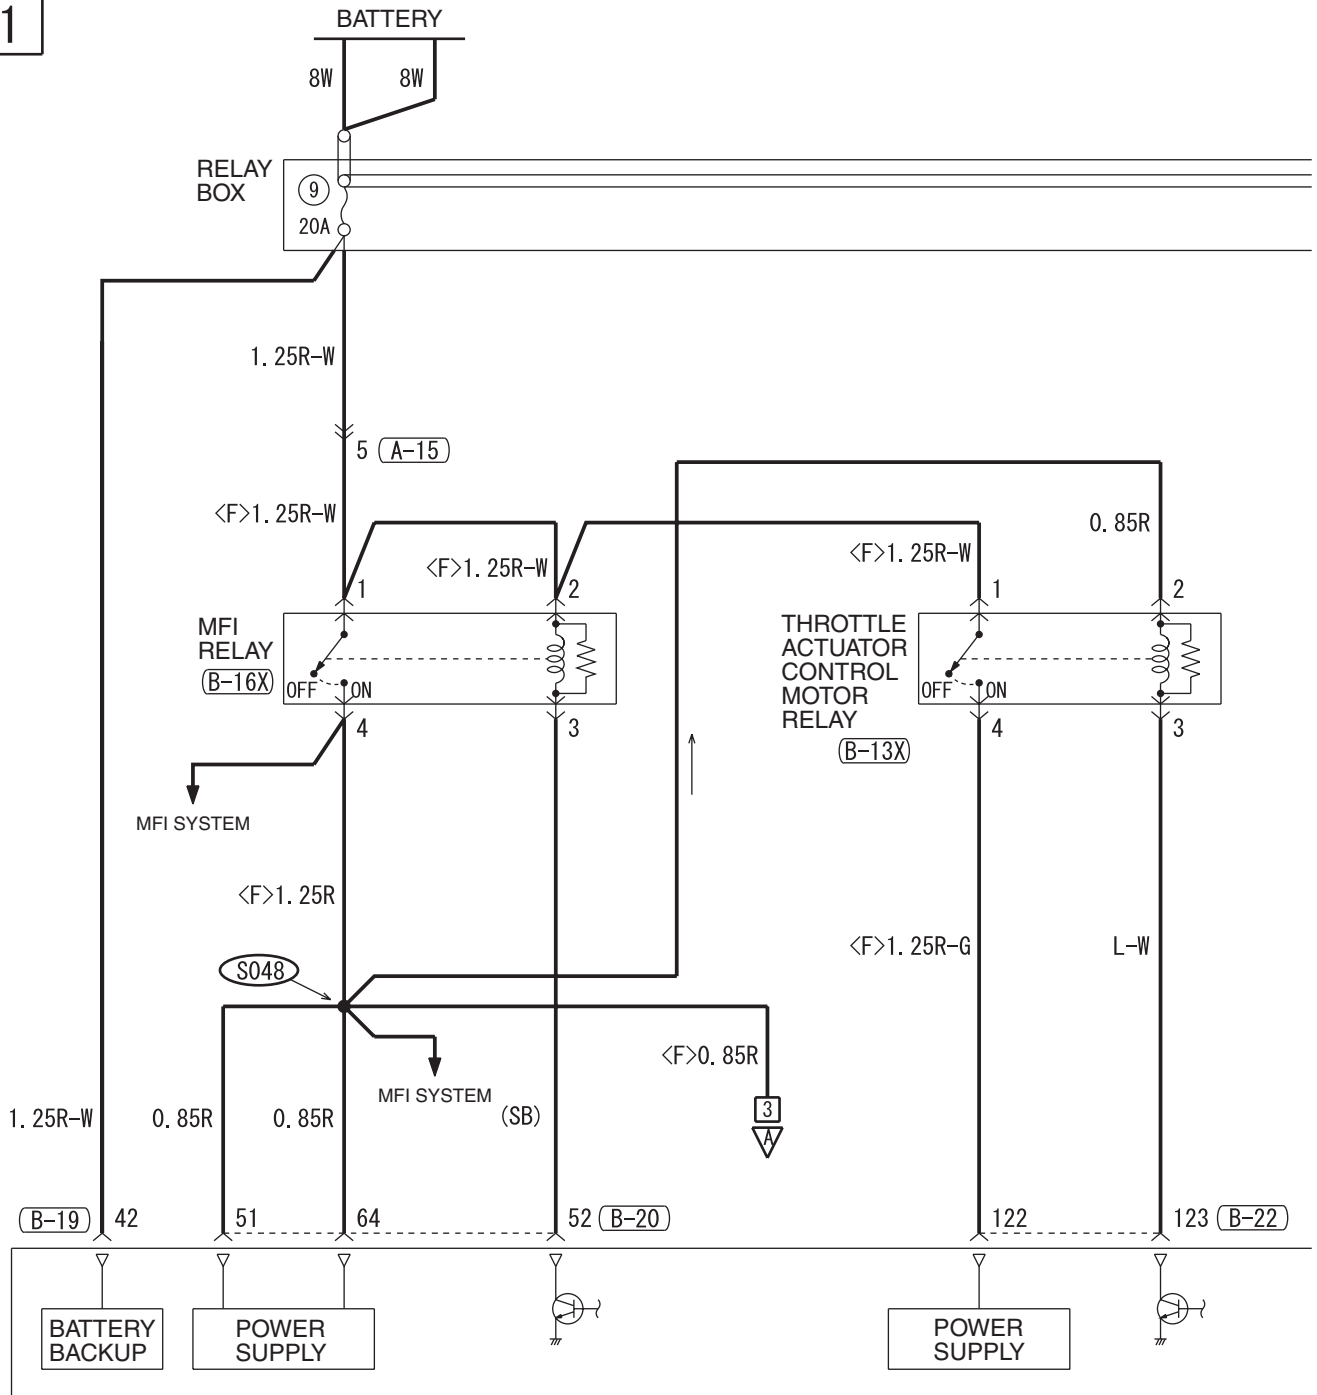 1
BATTERY
8W
8W
RELAY
BOX
9
20A
1.25R-W
5
A-15
<F>1.25R-W
<F>1.25R-W
<F>1.25R-W
0.85R
1
2
1
2
MFI
RELAY
B-16X
OFF
ON
THROTTLE
ACTUATOR
CONTROL
MOTOR
RELAY
B-13X
OFF
ON
4
3
4
3
MFI SYSTEM
<F>1.25R
<F>1.25R-G
L-W
S048
<F>0.85R
MFI SYSTEM
3
A
1.25R-W
0.85R
0.85R
(SB)
B-19
42
51
64
52
B-20
122
123
B-22
BATTERY
BACKUP
POWER
SUPPLY
POWER
SUPPLY